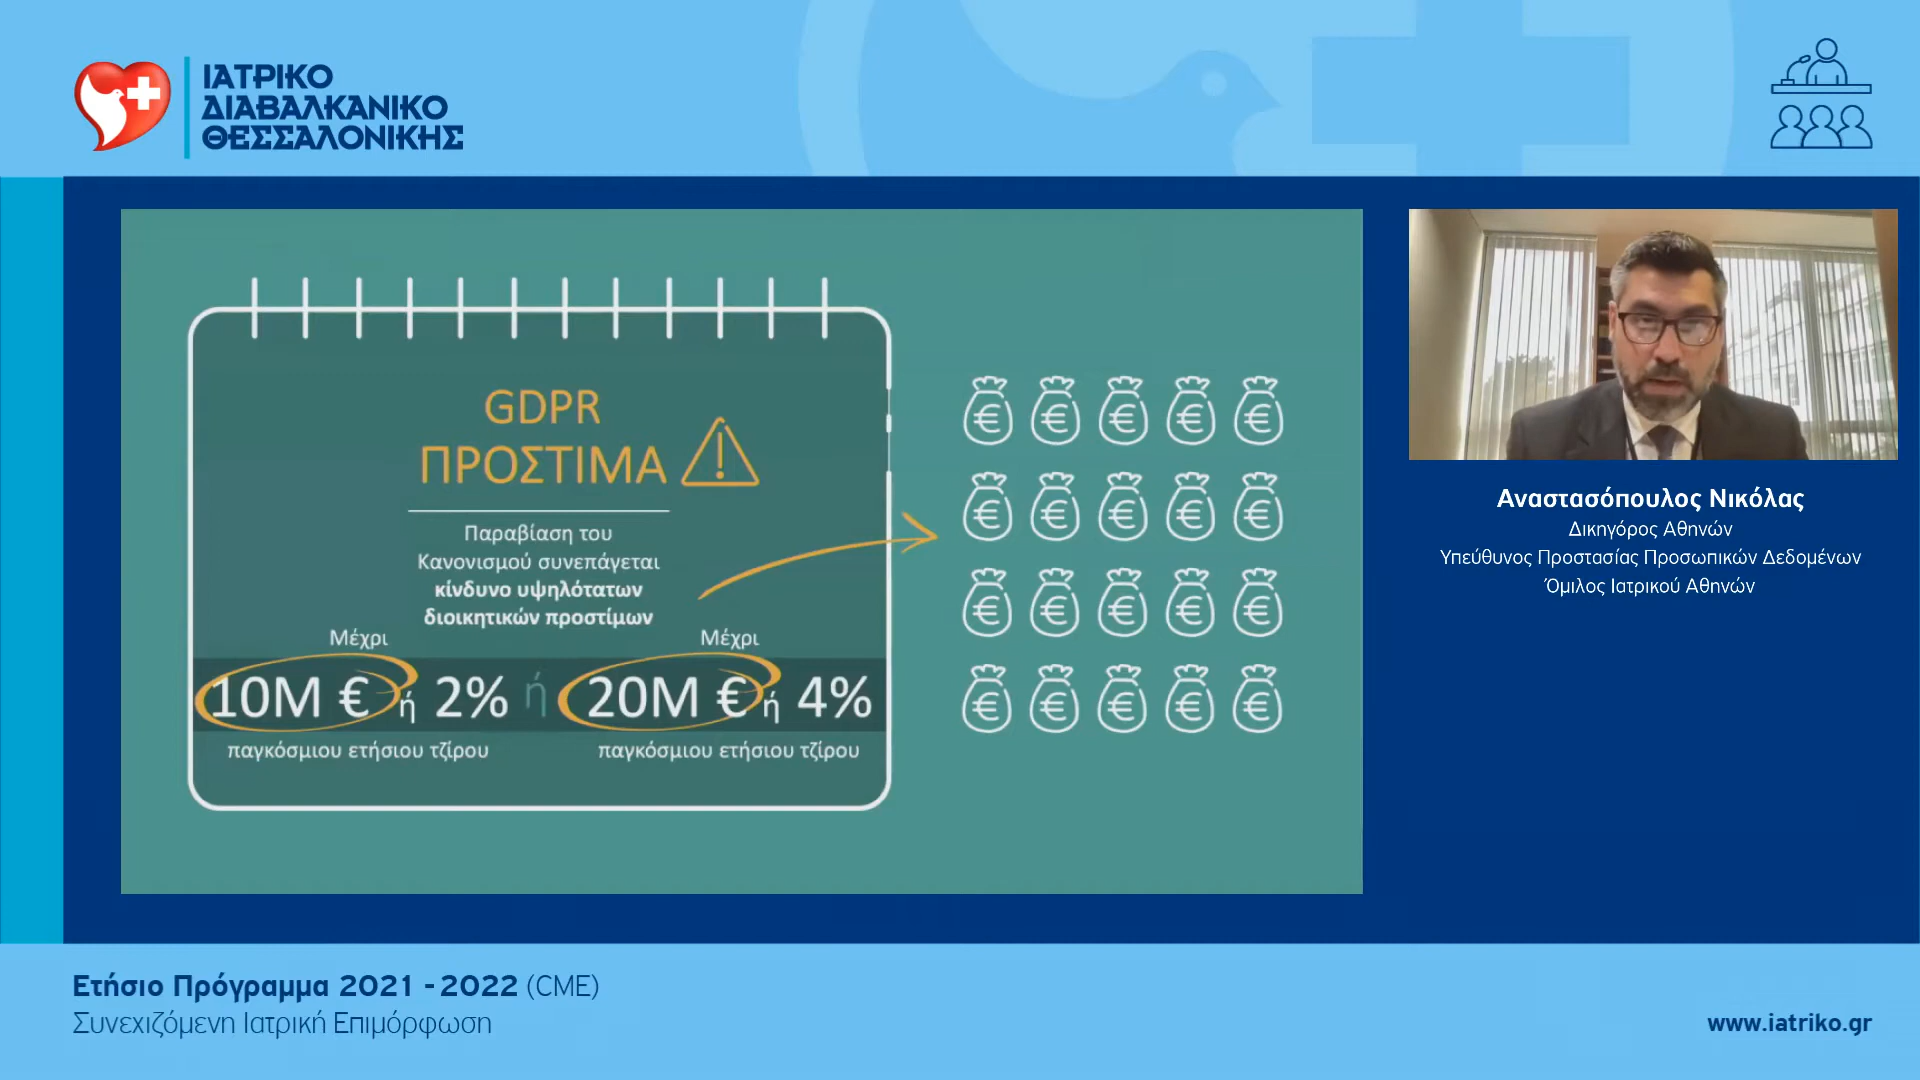 ΙΑΤΡΙΚΟ
ΔΙΑΒΑΛΚΑΝΙΚΟ
ΘΕΣΣΑΛΟΝΙΚΗΣ
GDPR
ΠΡΟΣΤΙΜΑ
Παραβίαση του
Κανονισμού συνεπάγεται
κίνδυνο υψηλότατων
διοικητικών προστίμων
Μέχρι
10M € ή 2%
παγκόσμιου ετήσιου τζίρου
ή
Μέχρι
20M € ή 4%
παγκόσμιου ετήσιου τζίρου
Αναστασόπουλος Νικόλας
Δικηγόρος Αθηνών
Υπεύθυνος Προστασίας Προσωπικών Δεδομένων
Όμιλος Ιατρικού Αθηνών
Ετήσιο Πρόγραμμα 2021 - 2022 (CME)
Συνεχιζόμενη Ιατρική Επιμόρφωση
www.iatriko.gr